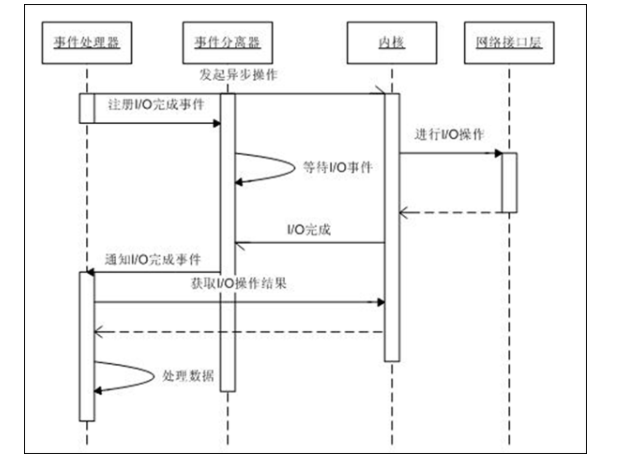 事件处理器
事件分离器
内核
网络接口层
发起异步操作
注册I/O完成事件
进行I/O操作
等待I/O事件
I/O完成
通知I/O完成事件
获取I/O操作结果
处理数据